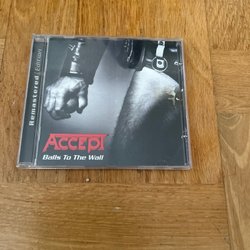 Remastered | Edition
ACCEPT
Balls To The Wall